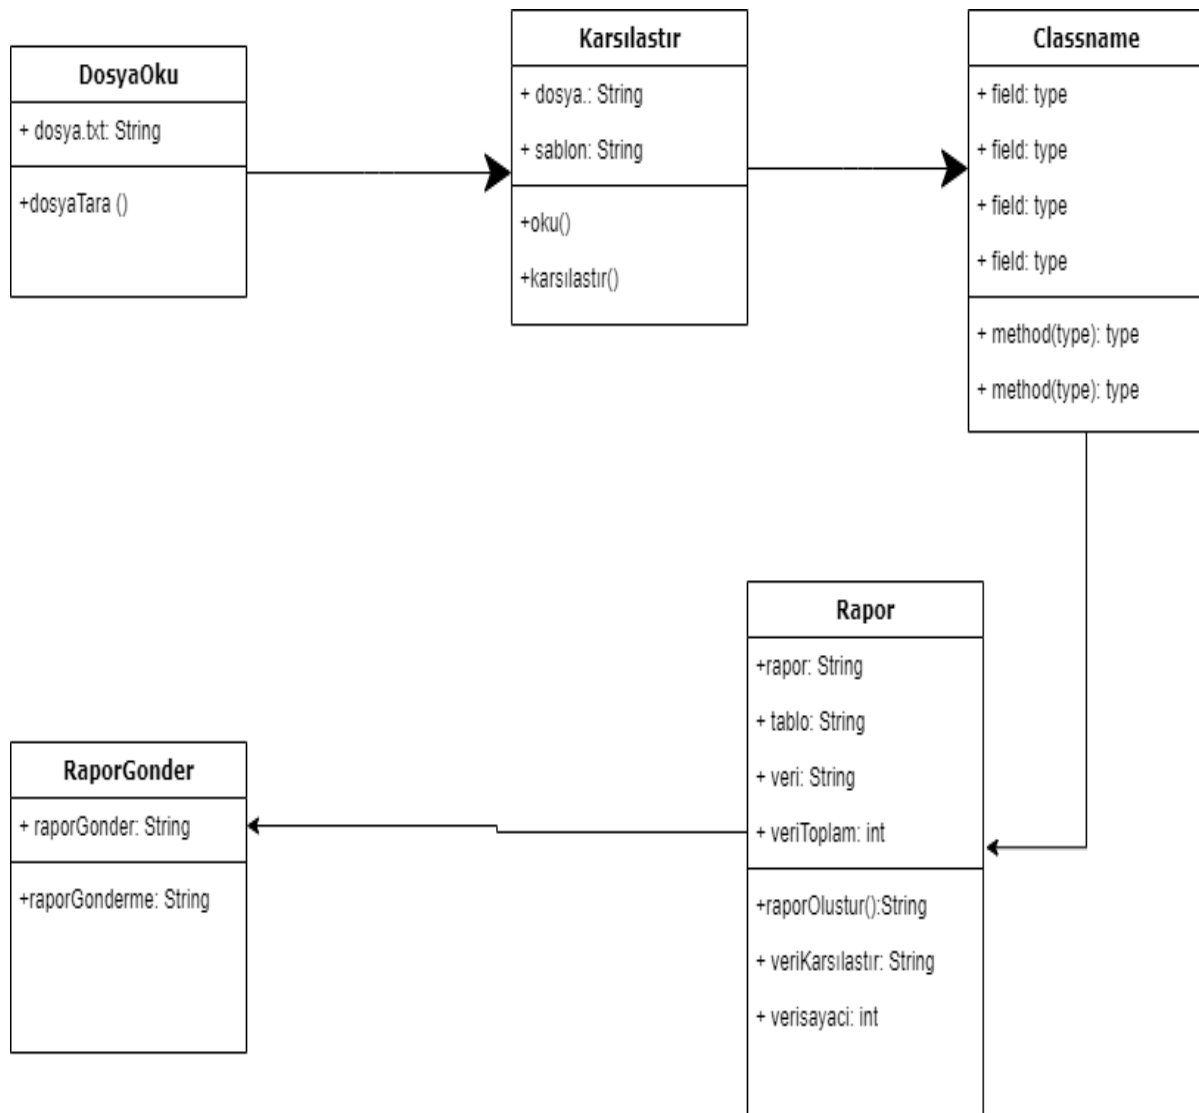 DosyaOku
+ dosya.txt: String
+dosyaTara ()
Karsılastır
+ dosya.: String
+ sablon: String
+oku()
+karsılastır()
Classname
+ field: type
+ field: type
+ field: type
+ field: type
+ method(type): type
+ method(type): type
Rapor
+rapor: String
+ tablo: String
+ veri: String
+ veriToplam: int
+raporOlustur():String
+ veriKarsılastır: String
+ verisayaci: int
RaporGonder
+ raporGonder: String
+raporGonderme: String